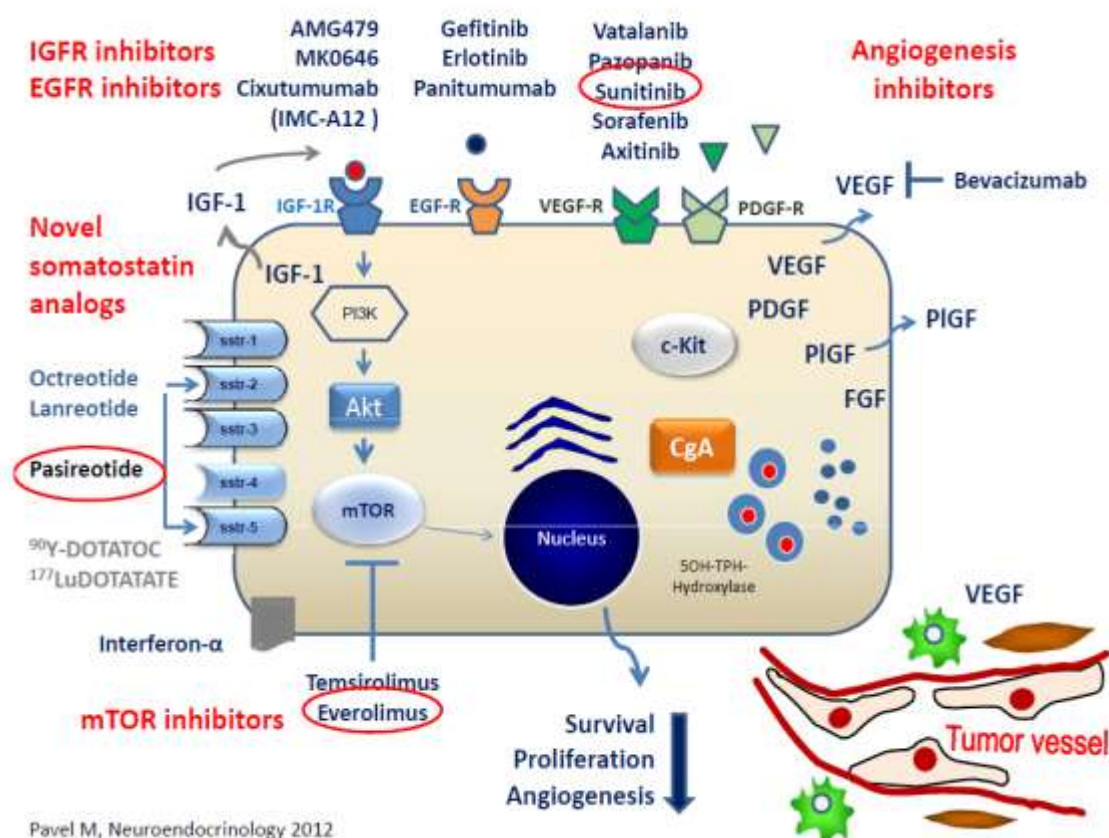 IGFR inhibitors
EGFR inhibitors
AMG479
MK0646
Cixutumumab
(IMC-A12 )
Gefitinib
Erlotinib
Panitumumab
Vatalanib
Pazopanib
Sunitinib
Sorafenib
Axitinib
Angiogenesis
inhibitors
IGF-1
IGF-1R
EGF-R
VEGF-R
PDGF-R
VEGF
Bevacizumab
Novel
somatostatin
analogs
IGF-1
VEGF
PDGF
PlGF
PlGF
FGF
PI3K
c-Kit
sstr-1
sstr-2
sstr-3
sstr-4
sstr-5
Octreotide
Lanreotide
Akt
CgA
Pasireotide
mTOR
Nucleus
⁹⁰Y-DOTATOC
¹⁷⁷LuDOTATATE
5OH-TPH-
Hydroxylase
Interferon-α
VEGF
Temsirolimus
Everolimus
mTOR inhibitors
Survival
Proliferation
Angiogenesis
Tumor vessel
Pavel M, Neuroendocrinology 2012